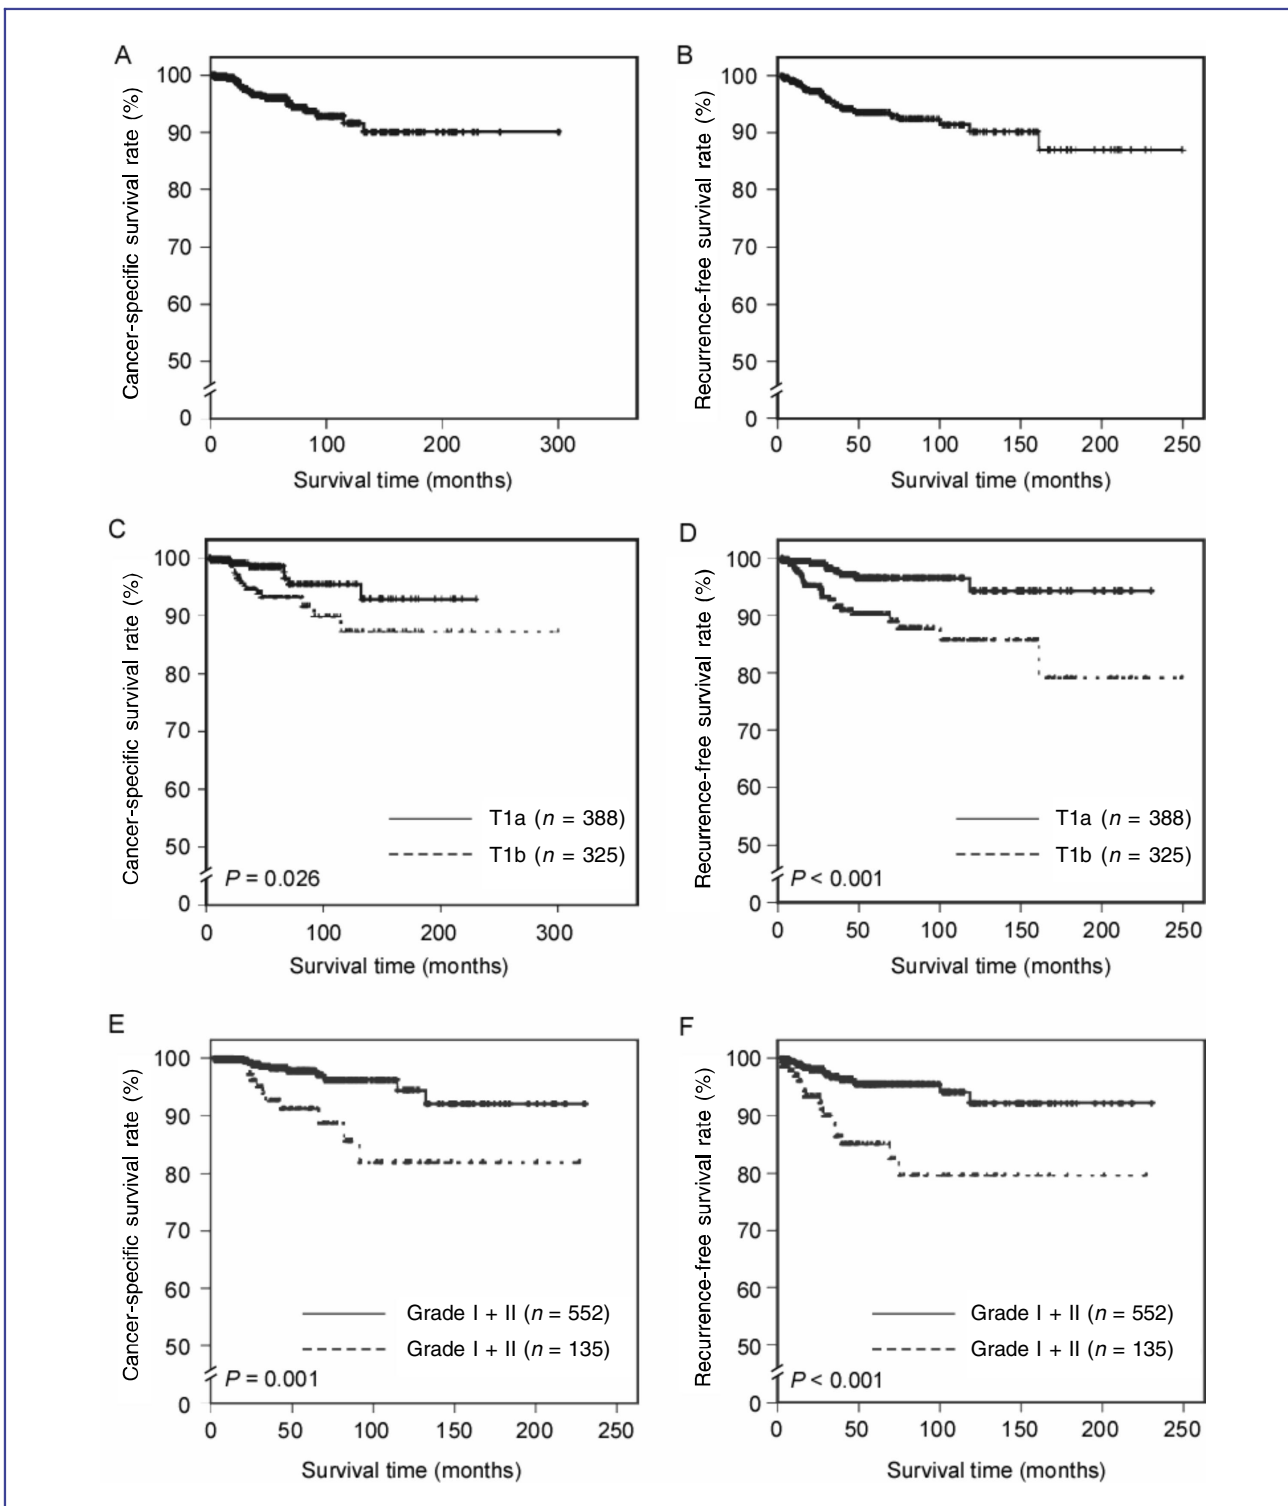 A
Cancer-specific survival rate (%)
100
90
80
70
60
50
0
0 100 200 300
Survival time (months)
B
Recurrence-free survival rate (%)
100
90
80
70
60
50
0
0 50 100 150 200 250
Survival time (months)
C
Cancer-specific survival rate (%)
100
90
80
70
60
50
0
T1a (n = 388)
T1b (n = 325)
P = 0.026
0 100 200 300
Survival time (months)
D
Recurrence-free survival rate (%)
100
90
80
70
60
50
0
T1a (n = 388)
T1b (n = 325)
P < 0.001
0 50 100 150 200 250
Survival time (months)
E
Cancer-specific survival rate (%)
100
90
80
70
60
50
0
Grade I + II (n = 552)
Grade I + II (n = 135)
P = 0.001
0 50 100 150 200 250
Survival time (months)
F
Recurrence-free survival rate (%)
100
90
80
70
60
50
0
Grade I + II (n = 552)
Grade I + II (n = 135)
P < 0.001
0 50 100 150 200 250
Survival time (months)